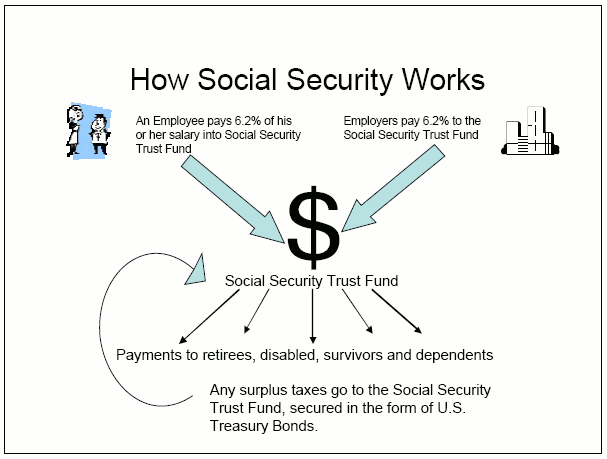 How Social Security Works
An Employee pays 6.2% of his
or her salary into Social Security
Trust Fund
Employers pay 6.2% to the
Social Security Trust Fund
$
Social Security Trust Fund
Payments to retirees, disabled, survivors and dependents
Any surplus taxes go to the Social Security
Trust Fund, secured in the form of U.S.
Treasury Bonds.